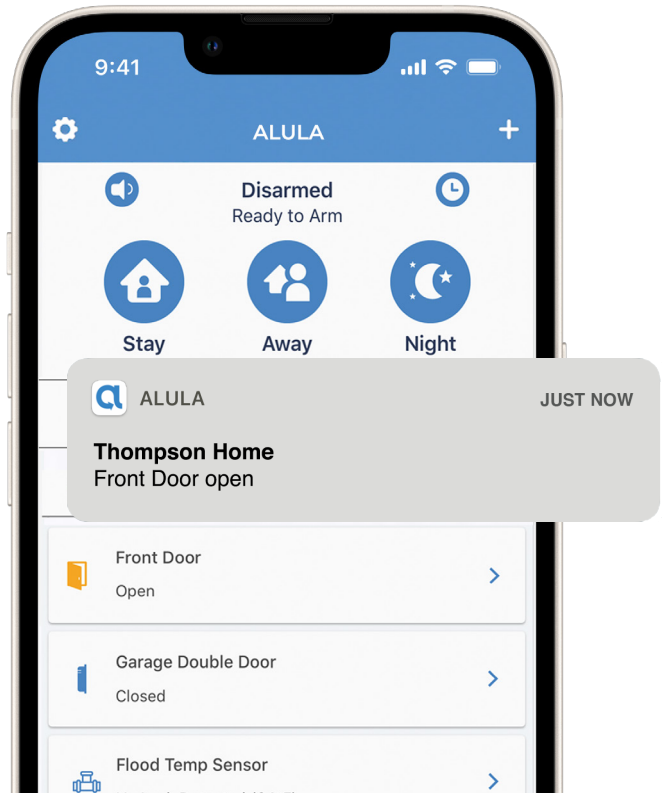 9:41
ALULA
Disarmed
Ready to Arm
Stay
Away
Night
ALULA
JUST NOW
Thompson Home
Front Door open
Front Door
Open
Garage Double Door
Closed
Flood Temp Sensor